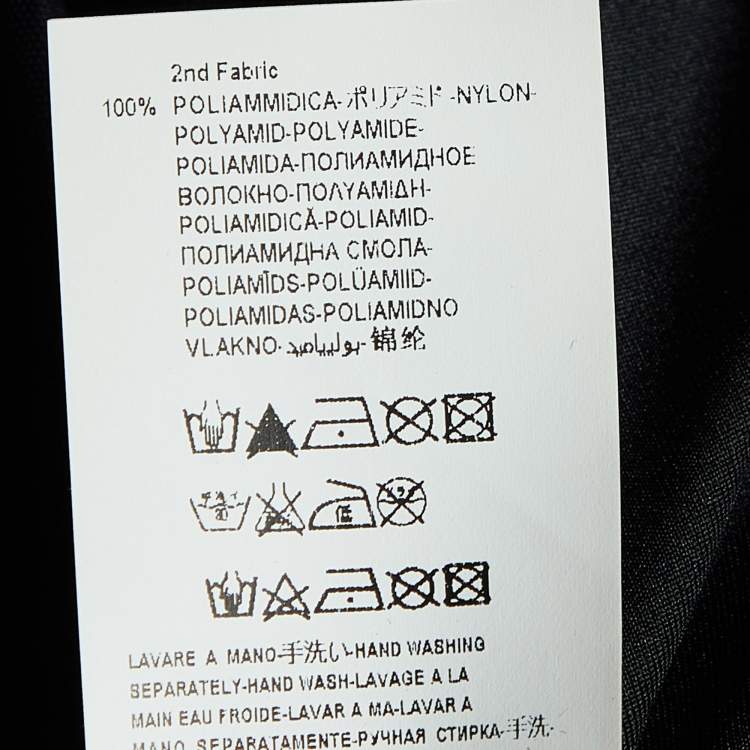 2nd Fabric
100% POLIAMMIDICA-ポリアミド-NYLON-
POLYAMID-POLYAMIDE-
POLIAMIDA-ПОЛИАМИДНОЕ
ВОЛОКНО-ΠΟΛΥΑΜΙΔΗ-
POLIAMIDICĂ-POLIAMID-
ПОЛИАМИДНА СМОЛА-
POLIAMĪDS-POLÜAMIID-
POLIAMIDAS-POLIAMIDNO
VLAKNO-بولياميد-锦纶
低
LAVARE A MANO-手洗い-HAND WASHING
SEPARATELY-HAND WASH-LAVAGE A LA
MAIN EAU FROIDE-LAVAR A MA-LAVAR A
MANO SEPARATAMENTE-РУЧНАЯ СТИРКА-手洗-